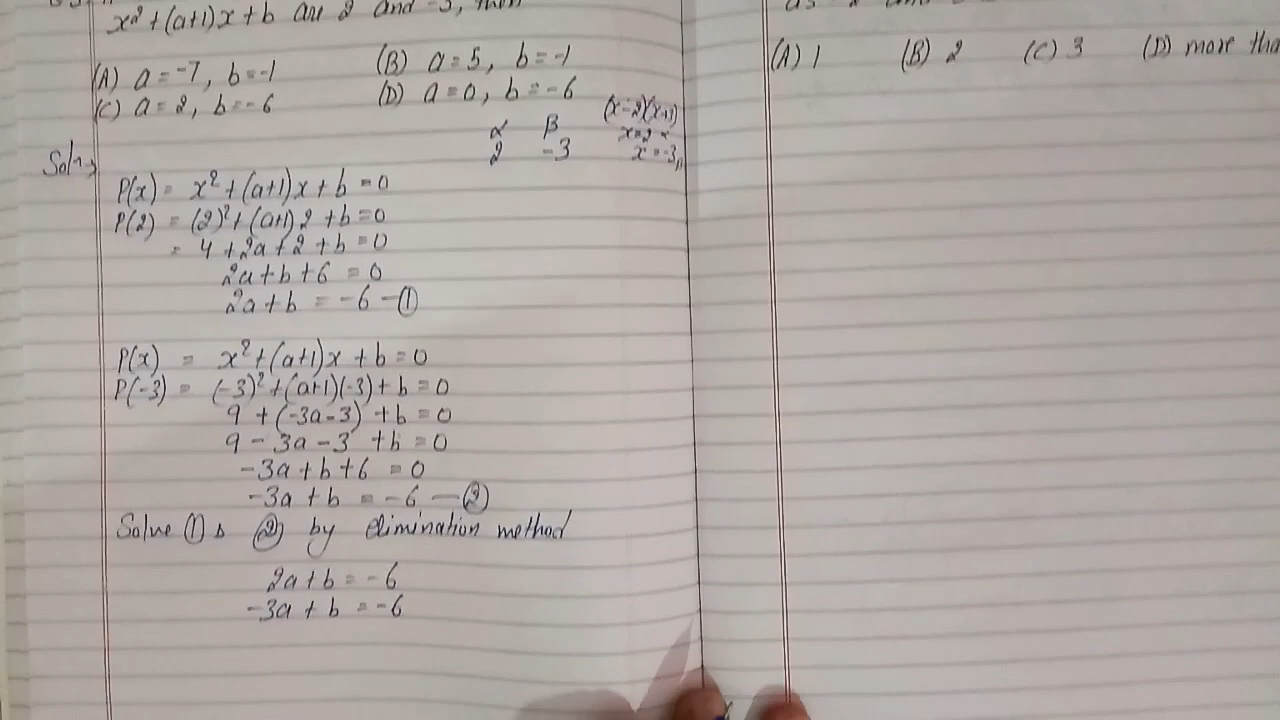 x² + (a+1)x + b are 2 and -3, then
(A) a = -7, b = -1
(B) a = 5, b = -1
(C) a = 2, b = -6
(D) a = 0, b = -6
α β
2 -3
x = -3
Soln
P(x) = x² + (a+1)x + b = 0
P(2) = (2)² + (a+1)2 + b = 0
= 4 + 2a + 2 + b = 0
2a + b + 6 = 0
2a + b = -6 — ①
P(x) = x² + (a+1)x + b = 0
P(-3) = (-3)² + (a+1)(-3) + b = 0
9 + (-3a - 3) + b = 0
9 - 3a - 3 + b = 0
-3a + b + 6 = 0
-3a + b = -6 — ②
Solve ① & ② by elimination method
2a + b = -6
-3a + b = -6
(A) 1 (B) 2 (C) 3 (D) more tha